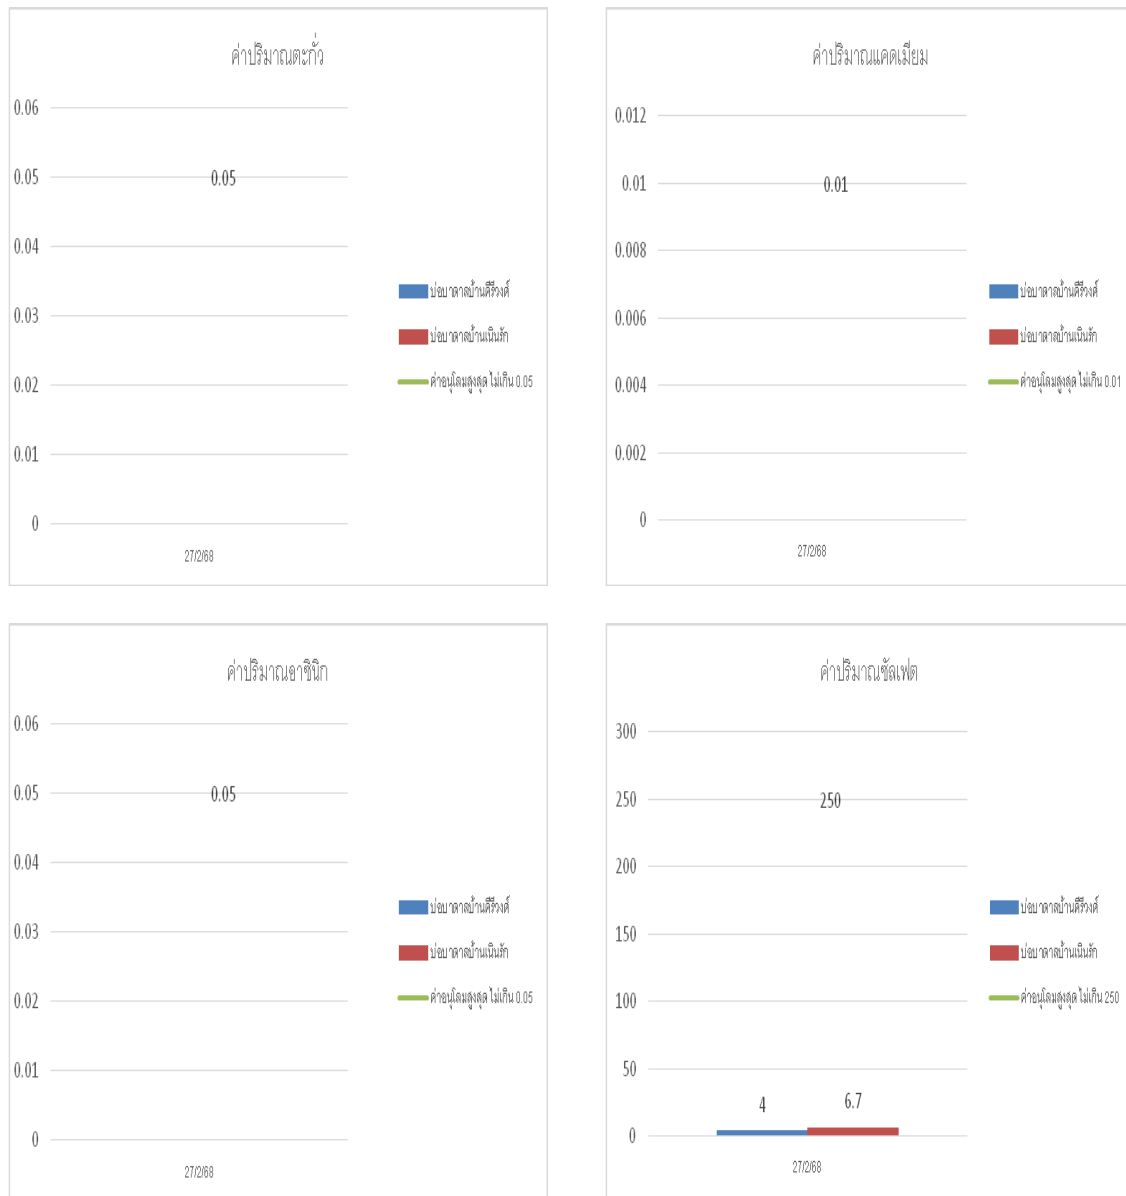 ค่าปริมาณตะกั่ว
0.06
0.05
0.05
0.04
0.03
0.02
0.01
0
27/2/68
บ่อบาดาลบ้านคีรีวงศ์
บ่อบาดาลบ้านเนินรัก
ค่าอนุโลมสูงสุด ไม่เกิน 0.05
ค่าปริมาณแคดเมียม
0.012
0.01
0.01
0.008
0.006
0.004
0.002
0
27/2/68
บ่อบาดาลบ้านคีรีวงศ์
บ่อบาดาลบ้านเนินรัก
ค่าอนุโลมสูงสุด ไม่เกิน 0.01
ค่าปริมาณอาซินิก
0.06
0.05
0.05
0.04
0.03
0.02
0.01
0
27/2/68
บ่อบาดาลบ้านคีรีวงศ์
บ่อบาดาลบ้านเนินรัก
ค่าอนุโลมสูงสุด ไม่เกิน 0.05
ค่าปริมาณซัลเฟต
300
250
250
200
150
100
50
4
6.7
0
27/2/68
บ่อบาดาลบ้านคีรีวงศ์
บ่อบาดาลบ้านเนินรัก
ค่าอนุโลมสูงสุด ไม่เกิน 250